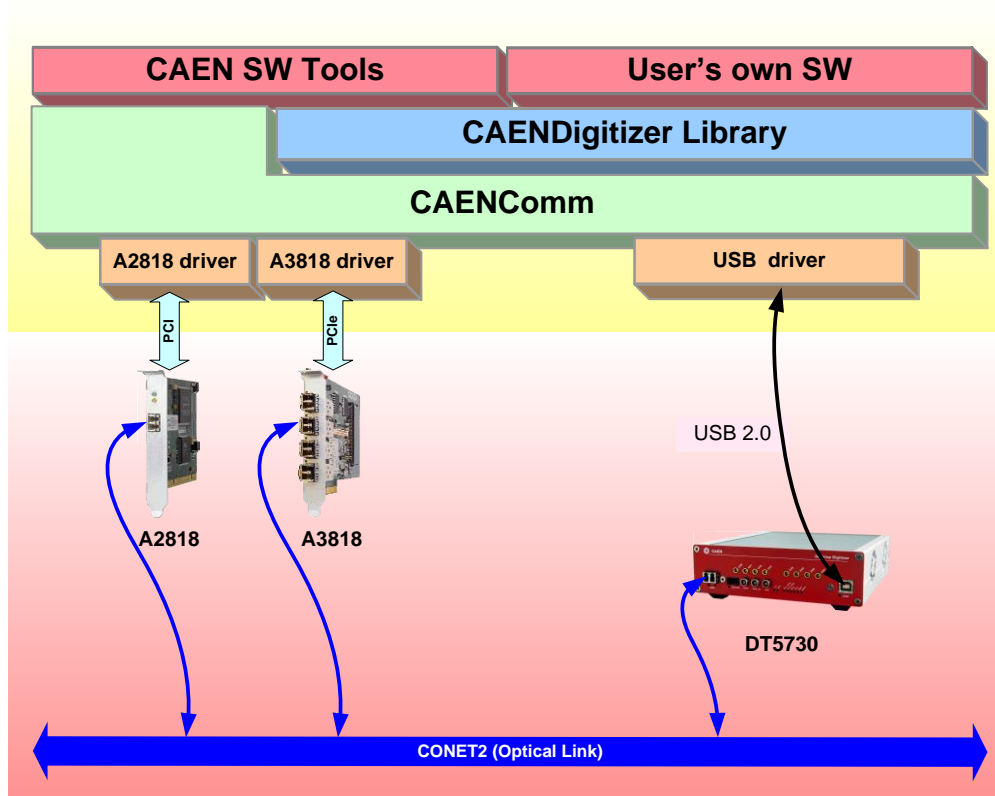 CAEN SW Tools
User's own SW
CAENDigitizer Library
CAENComm
A2818 driver
A3818 driver
USB driver
PCI
PCIe
USB 2.0
A2818
A3818
CAEN
DT5730
CONET2 (Optical Link)